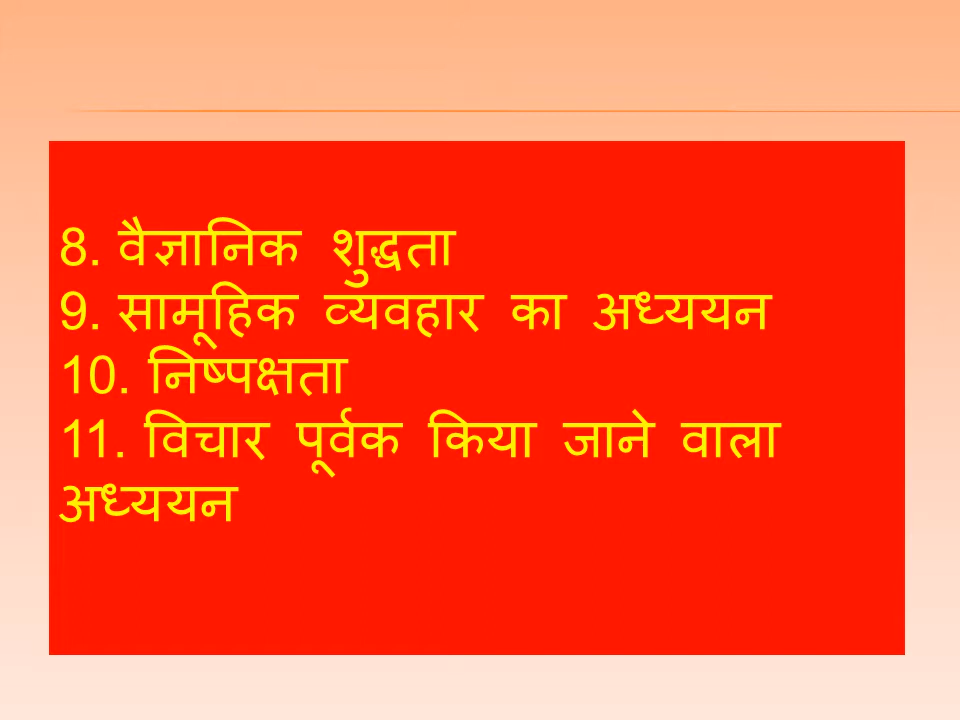 8. वैज्ञानिक शुद्धता
9. सामूहिक व्यवहार का अध्ययन
10. निष्पक्षता
11. विचार पूर्वक किया जाने वाला
अध्ययन